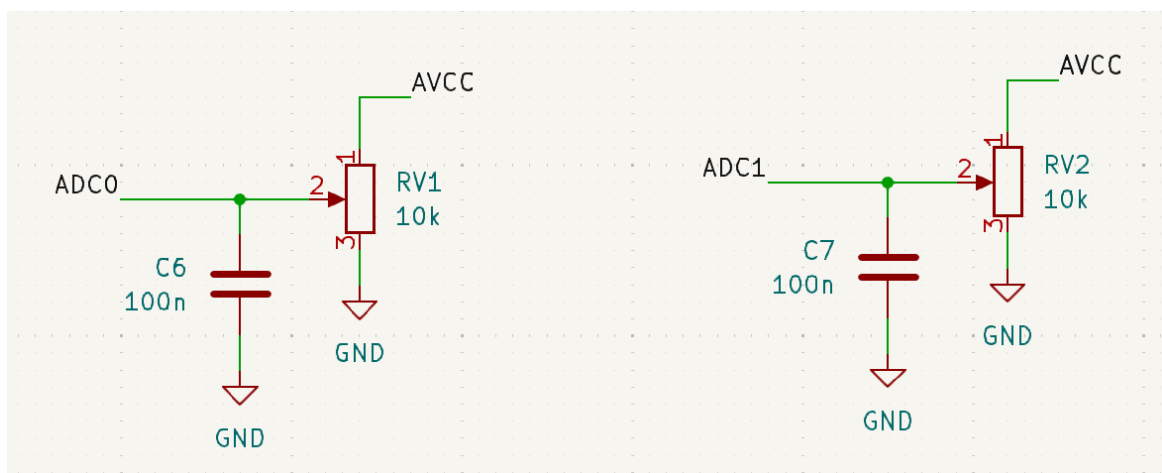 AVCC
1
ADC0
2
RV1
10k
3
C6
100n
GND
GND
AVCC
1
ADC1
2
RV2
10k
3
C7
100n
GND
GND